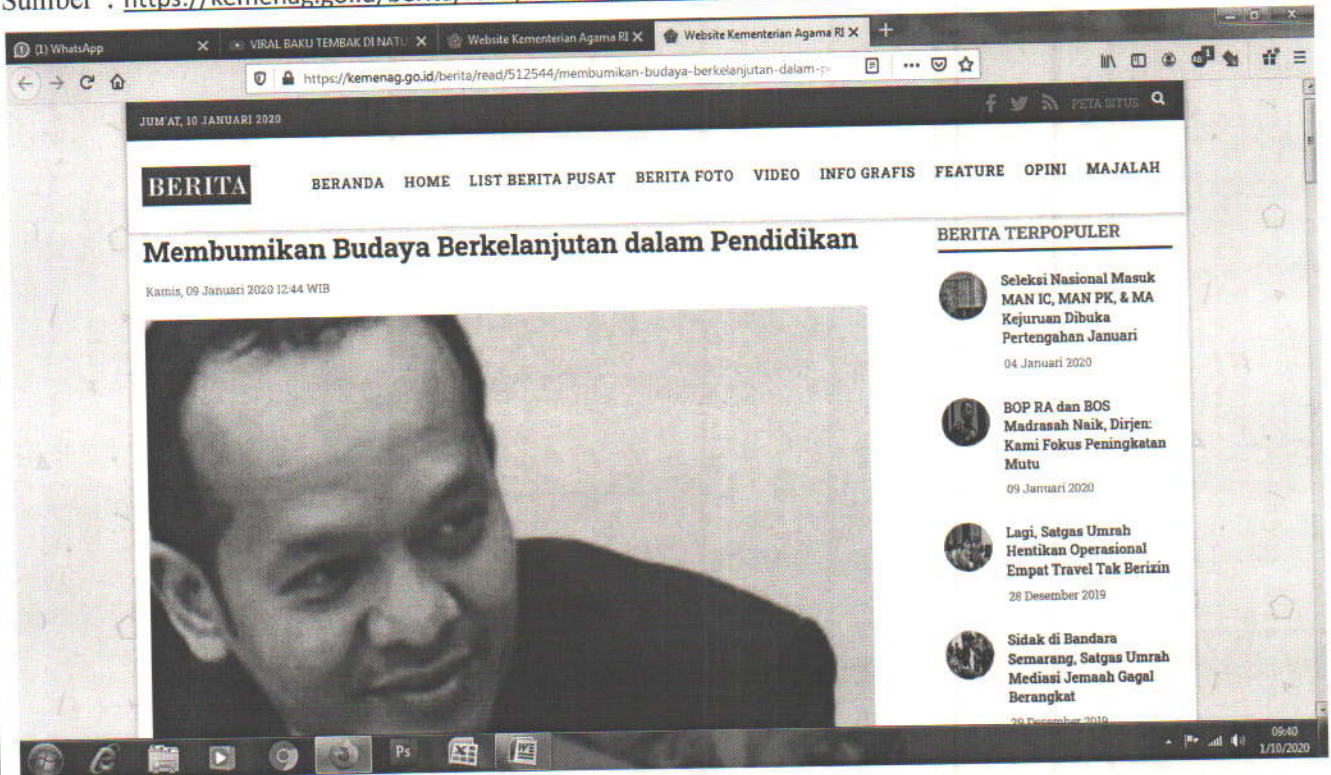 Sumber : https://kemenag.go.id/berita/
(1) WhatsApp
VIRAL BAKU TEMBAK DI NATU
Website Kementerian Agama RI
Website Kementerian Agama RI
https://kemenag.go.id/berita/read/512544/membumikan-budaya-berkelanjutan-dalam-p
JUM'AT, 10 JANUARI 2020
PETA SITUS
BERITA
BERANDA HOME LIST BERITA PUSAT BERITA FOTO VIDEO INFO GRAFIS FEATURE OPINI MAJALAH
Membumikan Budaya Berkelanjutan dalam Pendidikan
Kamis, 09 Januari 2020 12:44 WIB
BERITA TERPOPULER
Seleksi Nasional Masuk
MAN IC, MAN PK, & MA
Kejuruan Dibuka
Pertengahan Januari
04 Januari 2020
BOP RA dan BOS
Madrasah Naik, Dirjen:
Kami Fokus Peningkatan
Mutu
09 Januari 2020
Lagi, Satgas Umrah
Hentikan Operasional
Empat Travel Tak Berizin
28 Desember 2019
Sidak di Bandara
Semarang, Satgas Umrah
Mediasi Jemaah Gagal
Berangkat
29 Desember 2019
Ps
09:40
1/10/2020